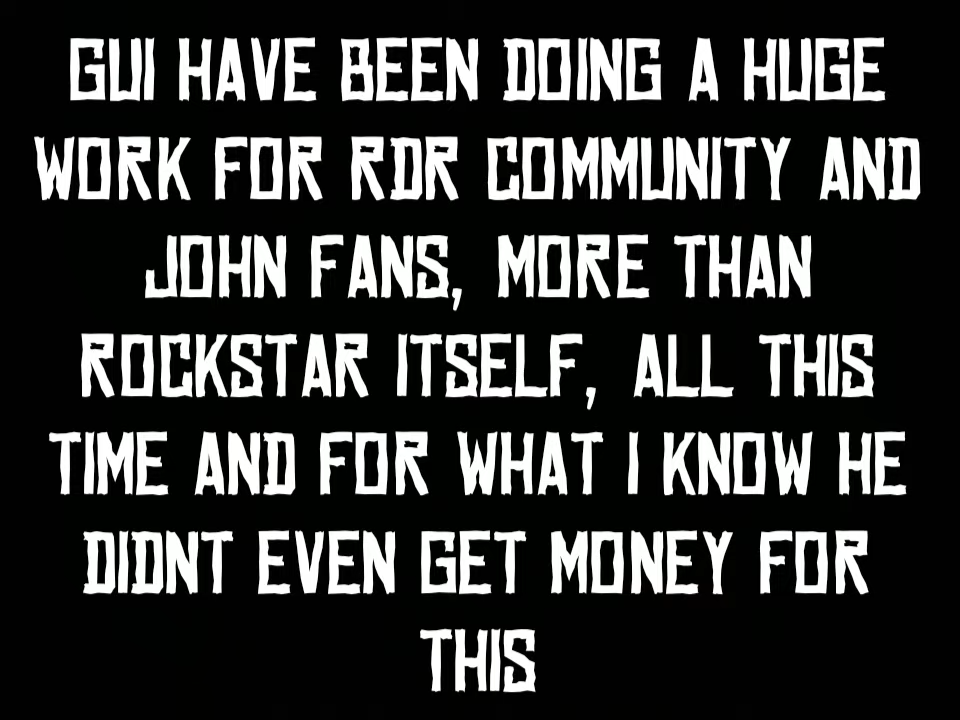 GUI HAVE BEEN DOING A HUGE
WORK FOR RDR COMMUNITY AND
JOHN FANS, MORE THAN
ROCKSTAR ITSELF, ALL THIS
TIME AND FOR WHAT I KNOW HE
DIDNT EVEN GET MONEY FOR
THIS